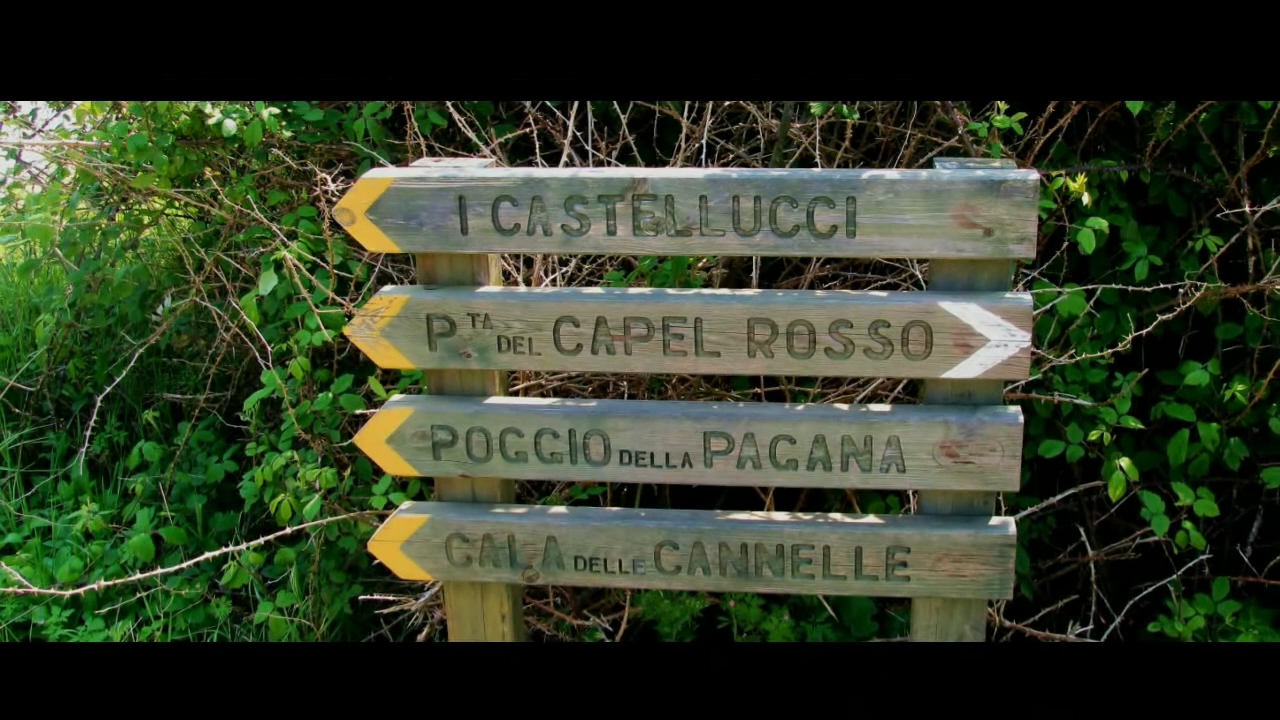 I CASTELLUCCI
PTA DEL CAPEL ROSSO
POGGIO DELLA PAGANA
CALA DELLE CANNELLE